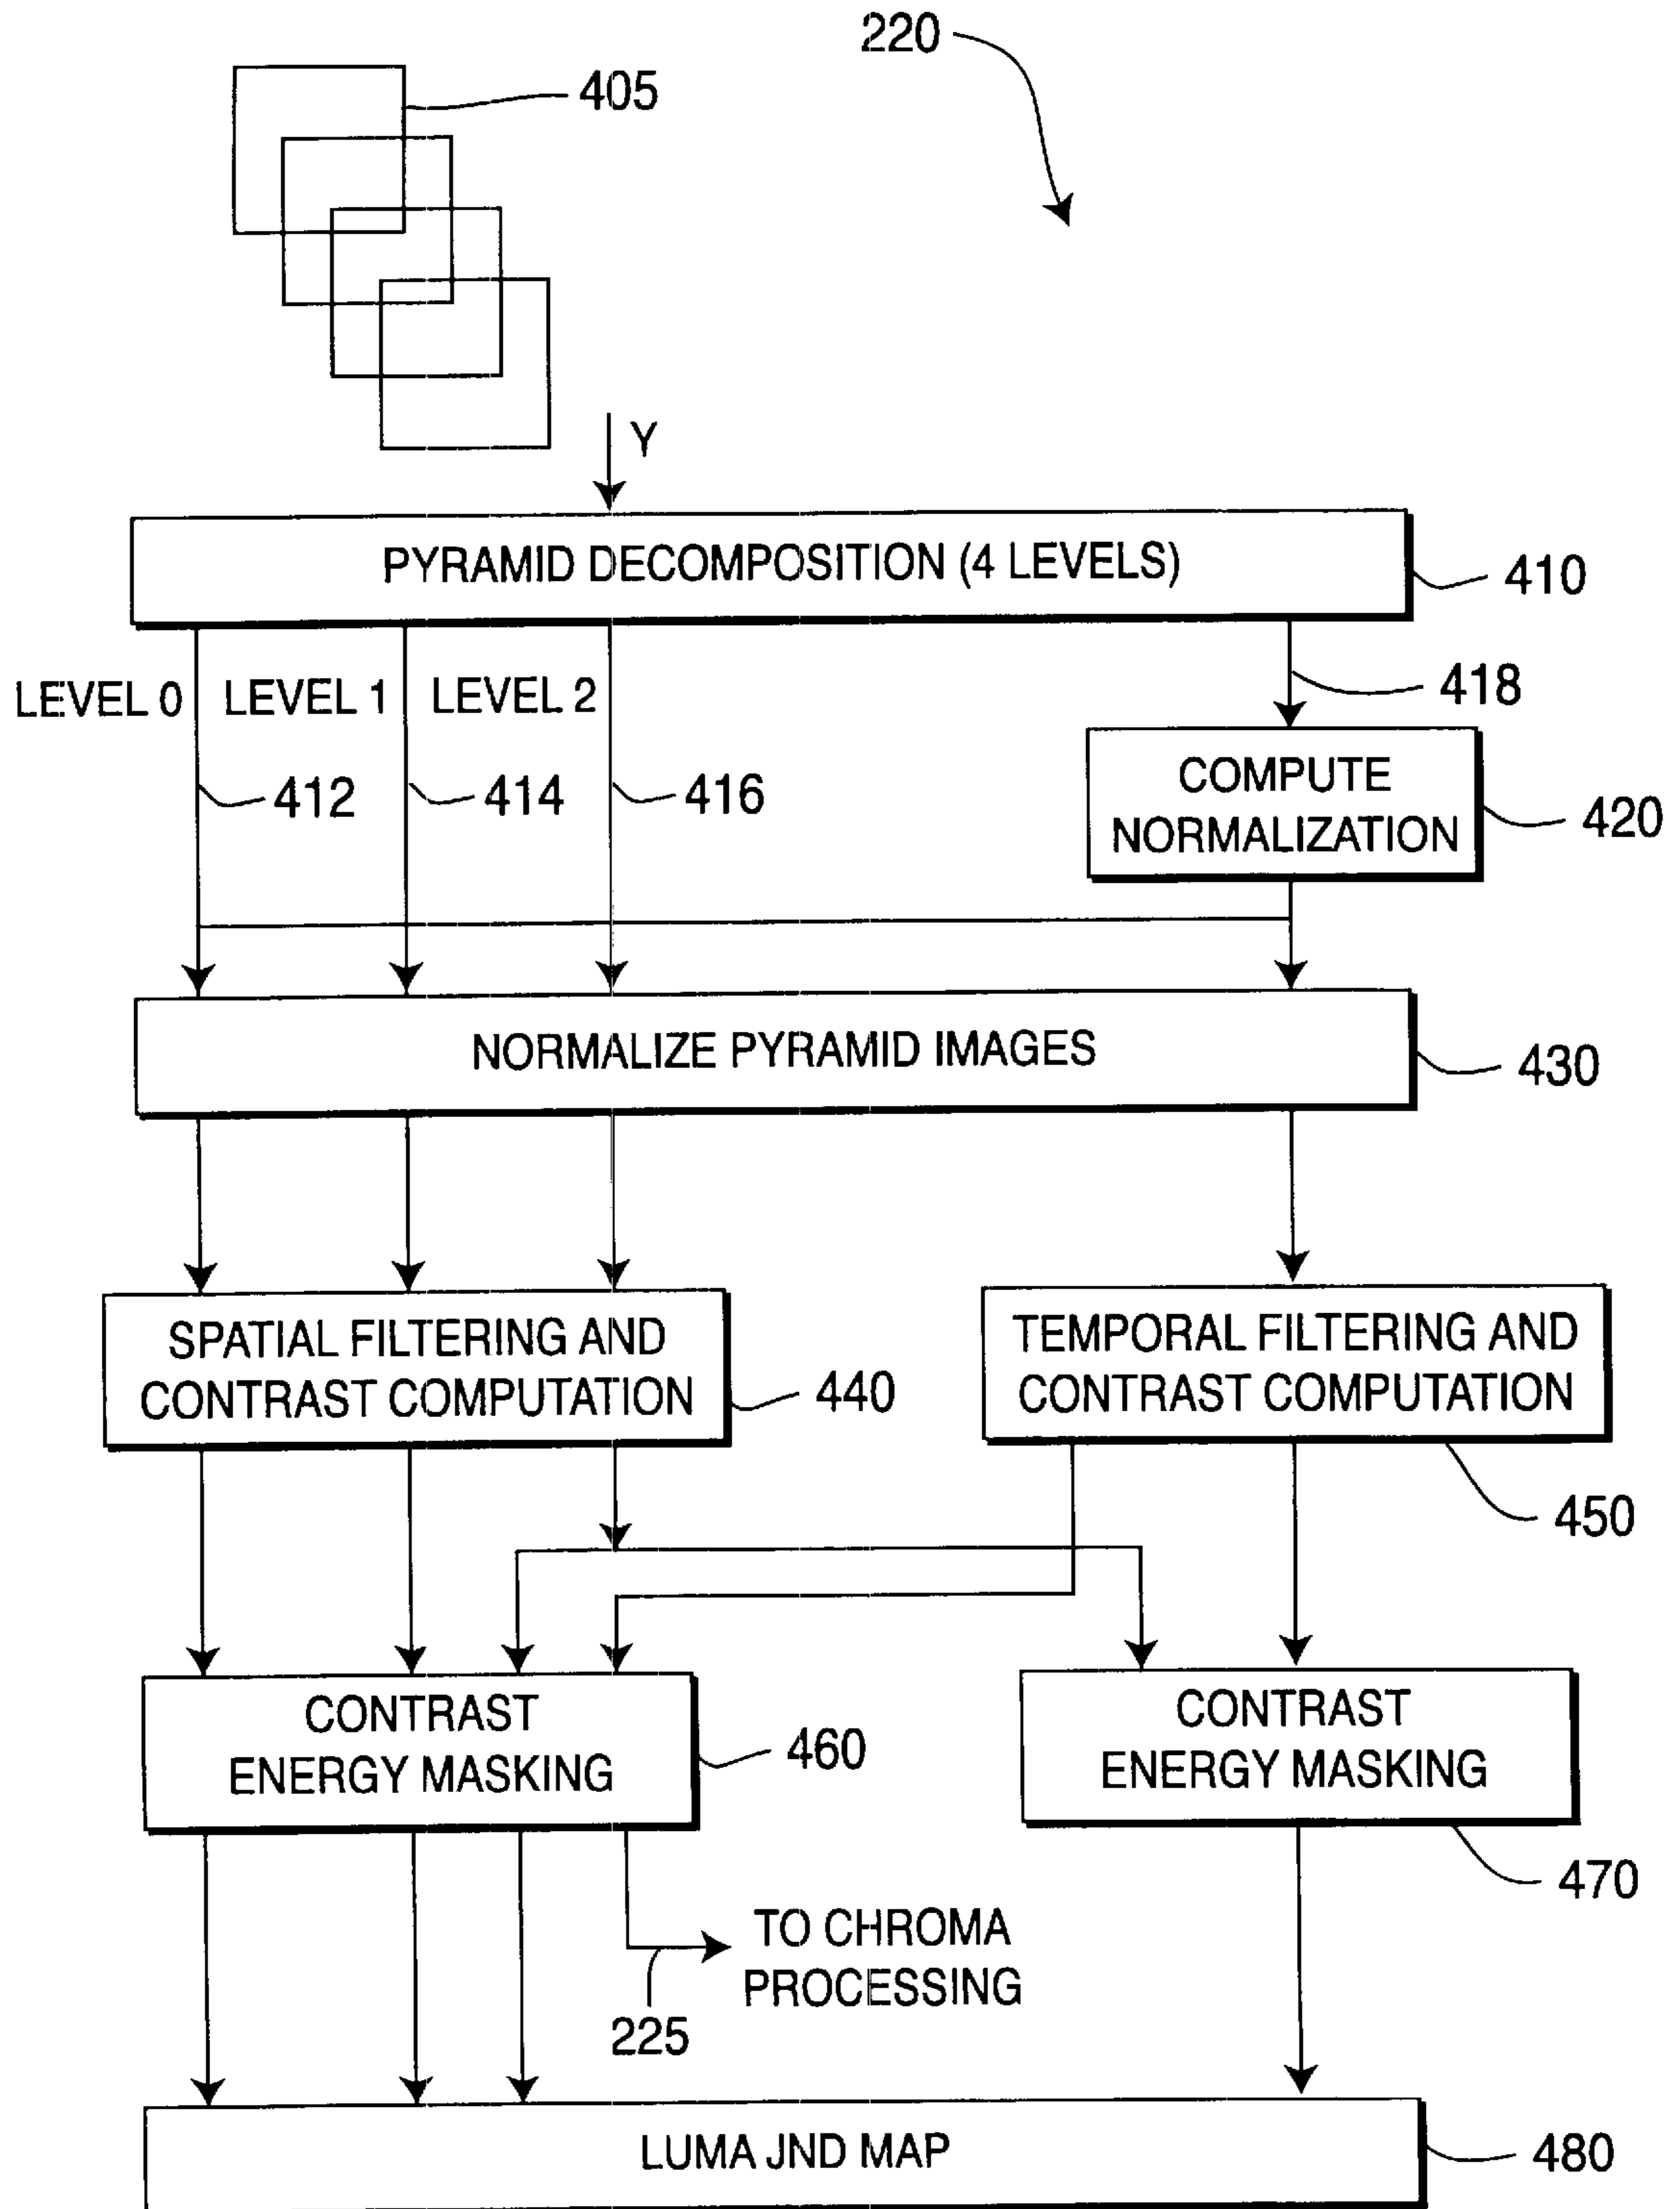 220
405
Y
PYRAMID DECOMPOSITION (4 LEVELS)
410
LEVEL 0
LEVEL 1
LEVEL 2
418
412
414
416
COMPUTE
NORMALIZATION
420
NORMALIZE PYRAMID IMAGES
430
SPATIAL FILTERING AND
CONTRAST COMPUTATION
440
TEMPORAL FILTERING AND
CONTRAST COMPUTATION
450
CONTRAST
ENERGY MASKING
460
CONTRAST
ENERGY MASKING
470
TO CHROMA
PROCESSING
225
LUMA JND MAP
480